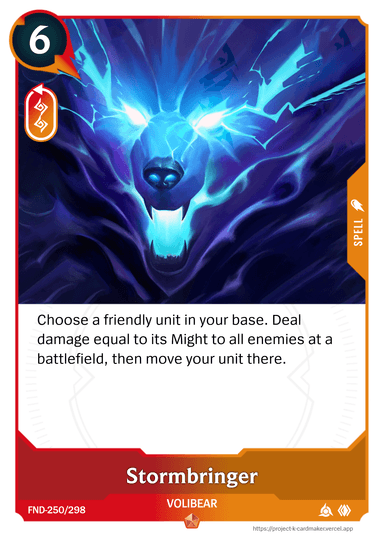 6
SPELL
Choose a friendly unit in your base. Deal
damage equal to its Might to all enemies at a
battlefield, then move your unit there.
Stormbringer
VOLIBEAR
FND-250/298
https://project-k-cardmaker.vercel.app